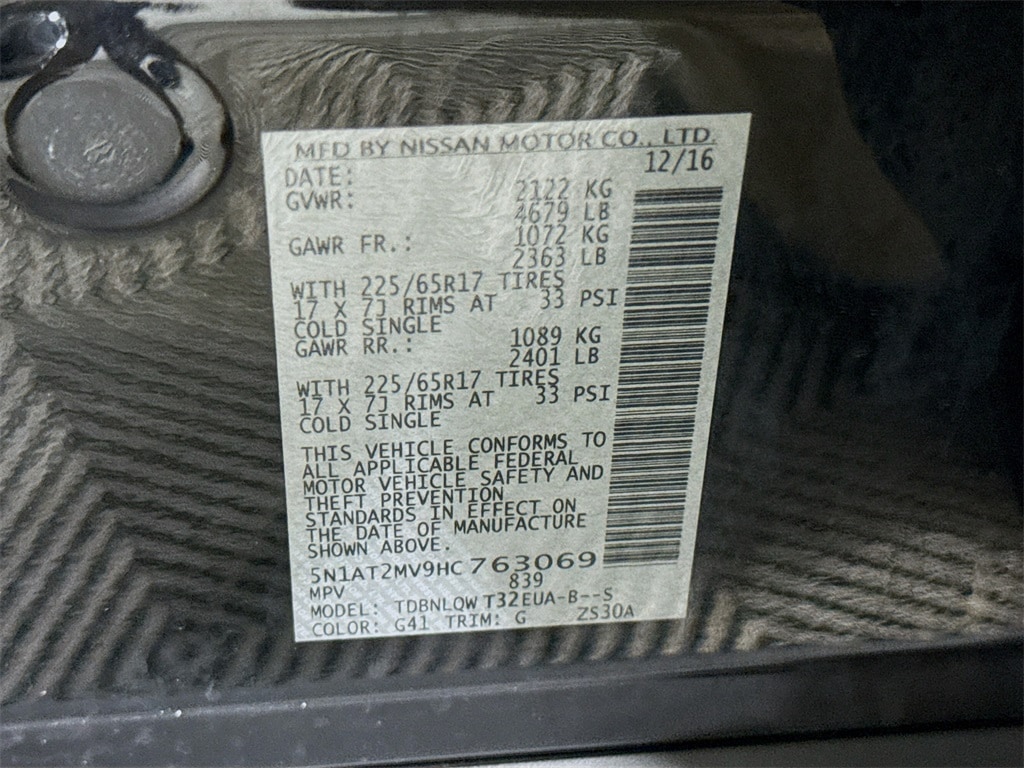 MFD BY NISSAN MOTOR CO., LTD.
DATE: 12/16
GVWR: 2122 KG
4679 LB
GAWR FR.: 1072 KG
2363 LB
WITH 225/65R17 TIRES
17 X 7J RIMS AT 33 PSI
COLD SINGLE
GAWR RR.: 1089 KG
2401 LB
WITH 225/65R17 TIRES
17 X 7J RIMS AT 33 PSI
COLD SINGLE
THIS VEHICLE CONFORMS TO
ALL APPLICABLE FEDERAL
MOTOR VEHICLE SAFETY AND
THEFT PREVENTION
STANDARDS IN EFFECT ON
THE DATE OF MANUFACTURE
SHOWN ABOVE.
5N1AT2MV9HC 763069
MPV 839
MODEL: TDBNLQW T32EUA-B--S
COLOR: G41 TRIM: G ZS30A